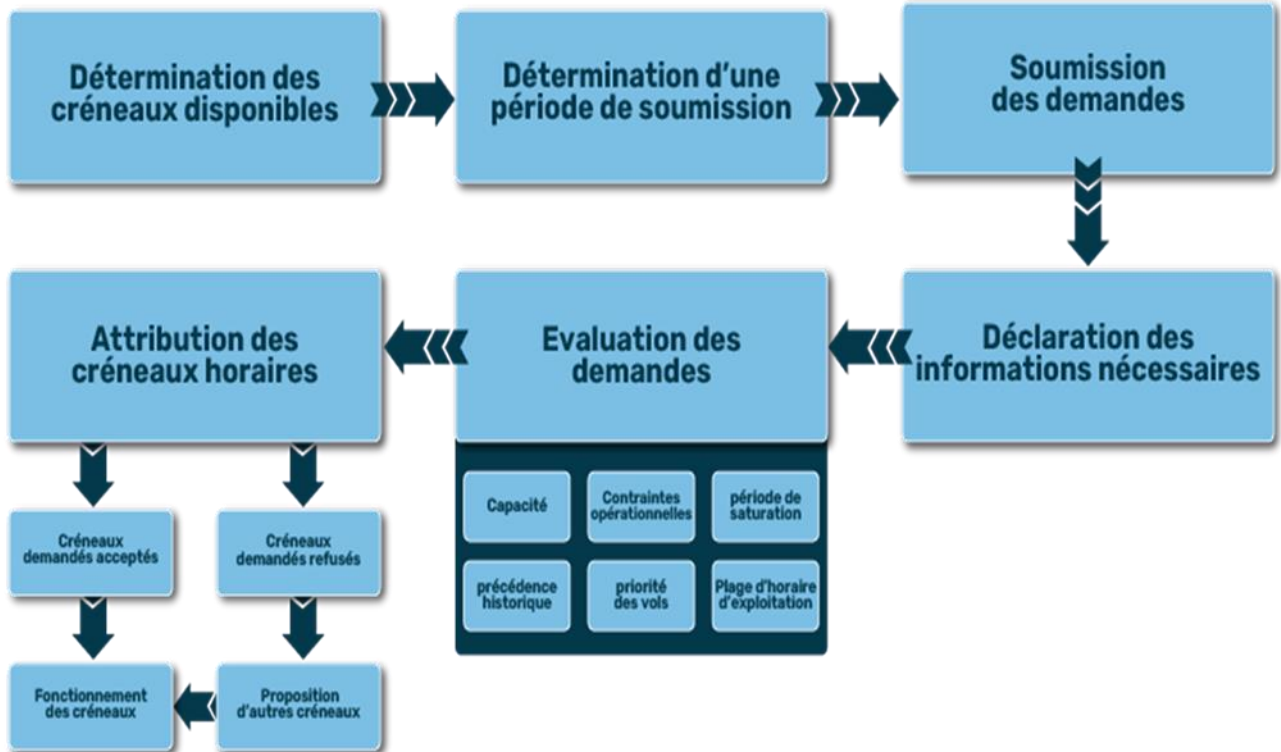 Détermination des
créneaux disponibles
Détermination d'une
période de soumission
Soumission
des demandes
Attribution des
créneaux horaires
Evaluation des
demandes
Déclaration des
informations nécessaires
Capacité
Contraintes
opérationnelles
période de
saturation
précédence
historique
priorité
des vols
Plage d'horaire
d'exploitation
Créneaux
demandés acceptés
Créneaux
demandés refusés
Fonctionnement
des créneaux
Proposition
d'autres créneaux